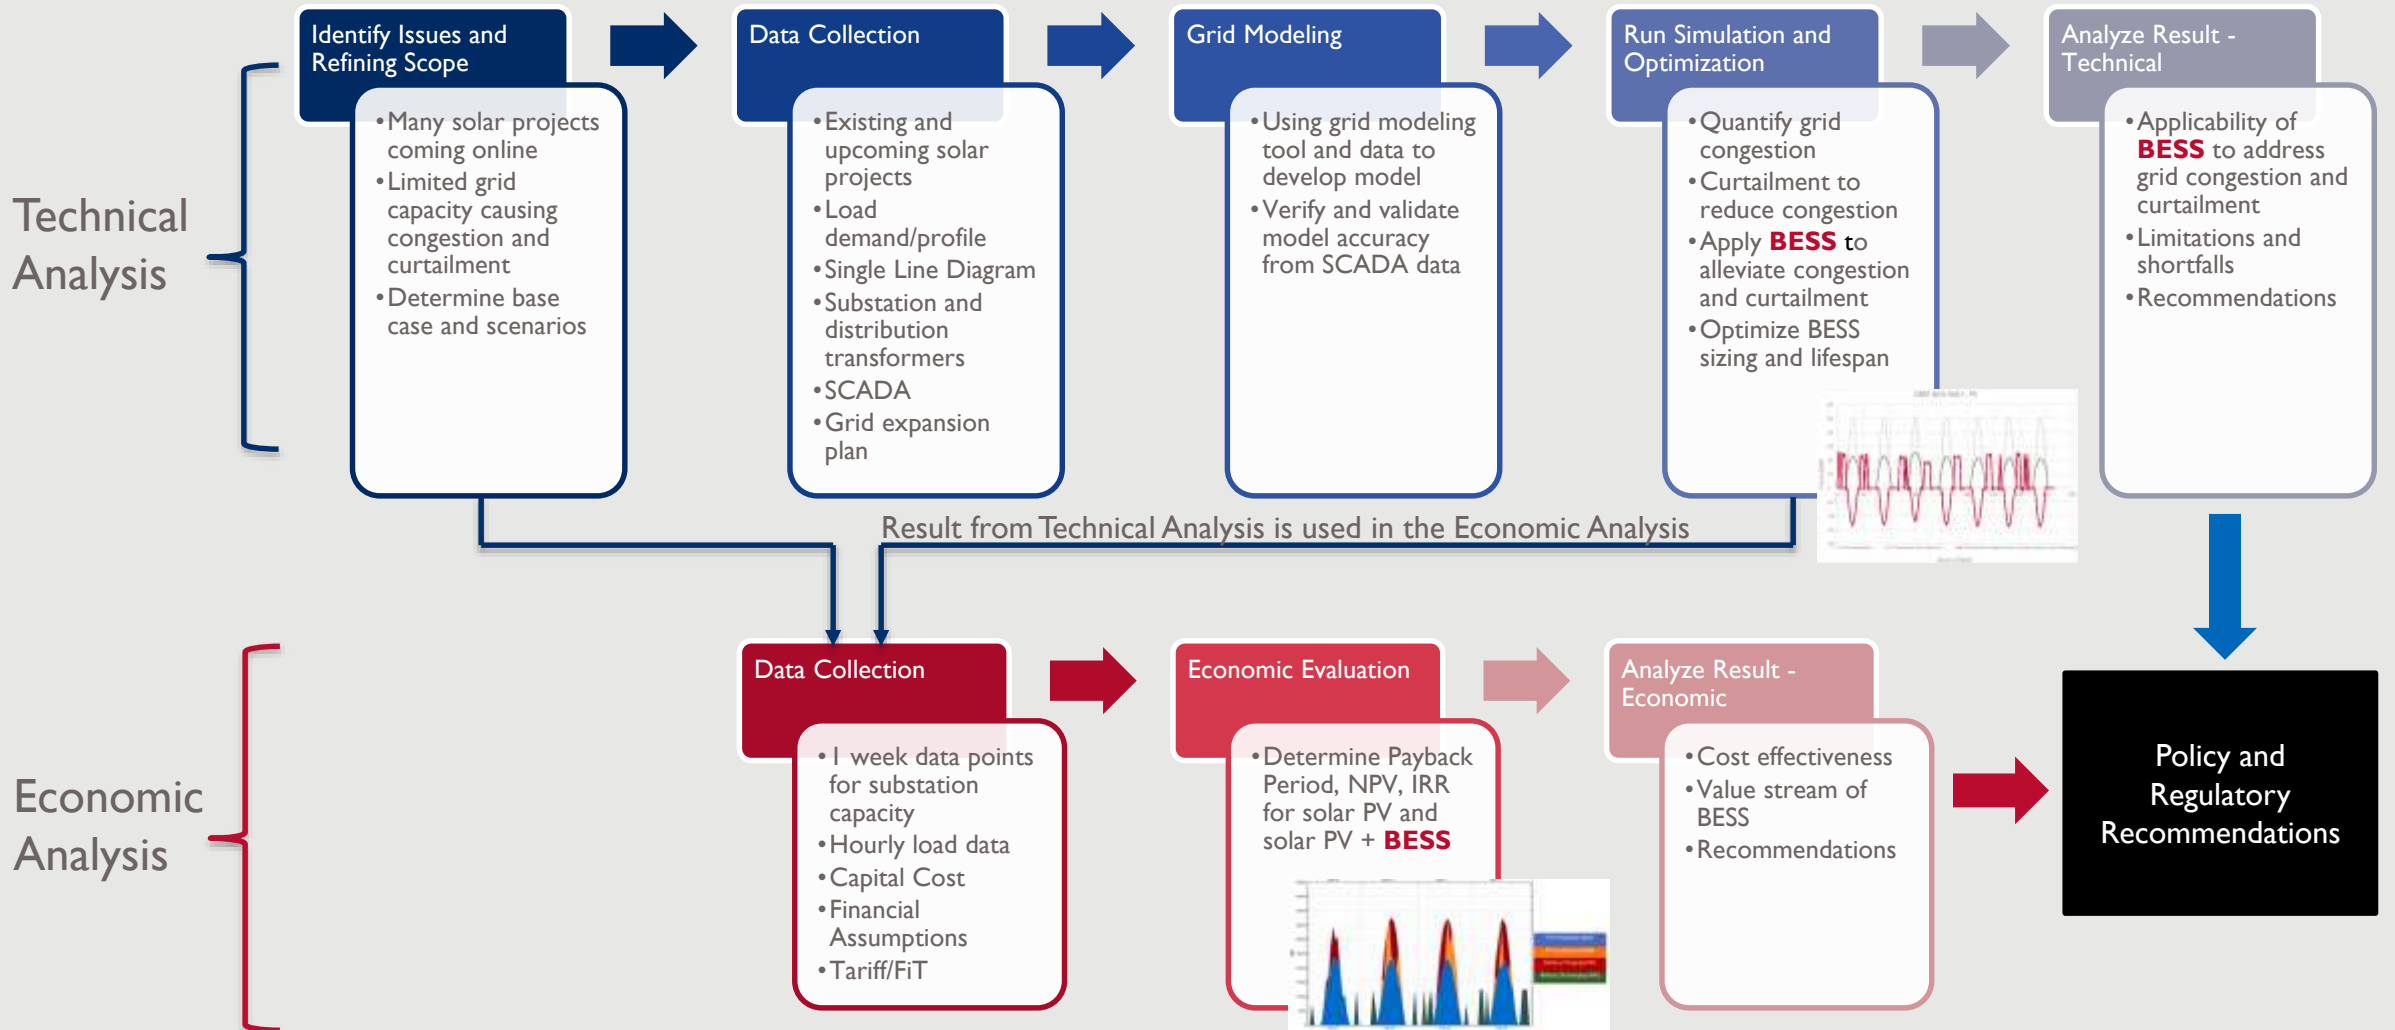 Technical
Analysis
Identify Issues and
Refining Scope
•Many solar projects
coming online
•Limited grid
capacity causing
congestion and
curtailment
•Determine base
case and scenarios
Data Collection
•Existing and
upcoming solar
projects
•Load
demand/profile
•Single Line Diagram
•Substation and
distribution
transformers
•SCADA
•Grid expansion
plan
Grid Modeling
•Using grid modeling
tool and data to
develop model
•Verify and validate
model accuracy
from SCADA data
Run Simulation and
Optimization
•Quantify grid
congestion
•Curtailment to
reduce congestion
•Apply BESS to
alleviate congestion
and curtailment
•Optimize BESS
sizing and lifespan
Analyze Result -
Technical
•Applicability of
BESS to address
grid congestion and
curtailment
•Limitations and
shortfalls
•Recommendations
Result from Technical Analysis is used in the Economic Analysis
Economic
Analysis
Data Collection
•1 week data points
for substation
capacity
•Hourly load data
•Capital Cost
•Financial
Assumptions
•Tariff/FiT
Economic Evaluation
•Determine Payback
Period, NPV, IRR
for solar PV and
solar PV + BESS
Analyze Result -
Economic
•Cost effectiveness
•Value stream of
BESS
•Recommendations
Policy and
Regulatory
Recommendations